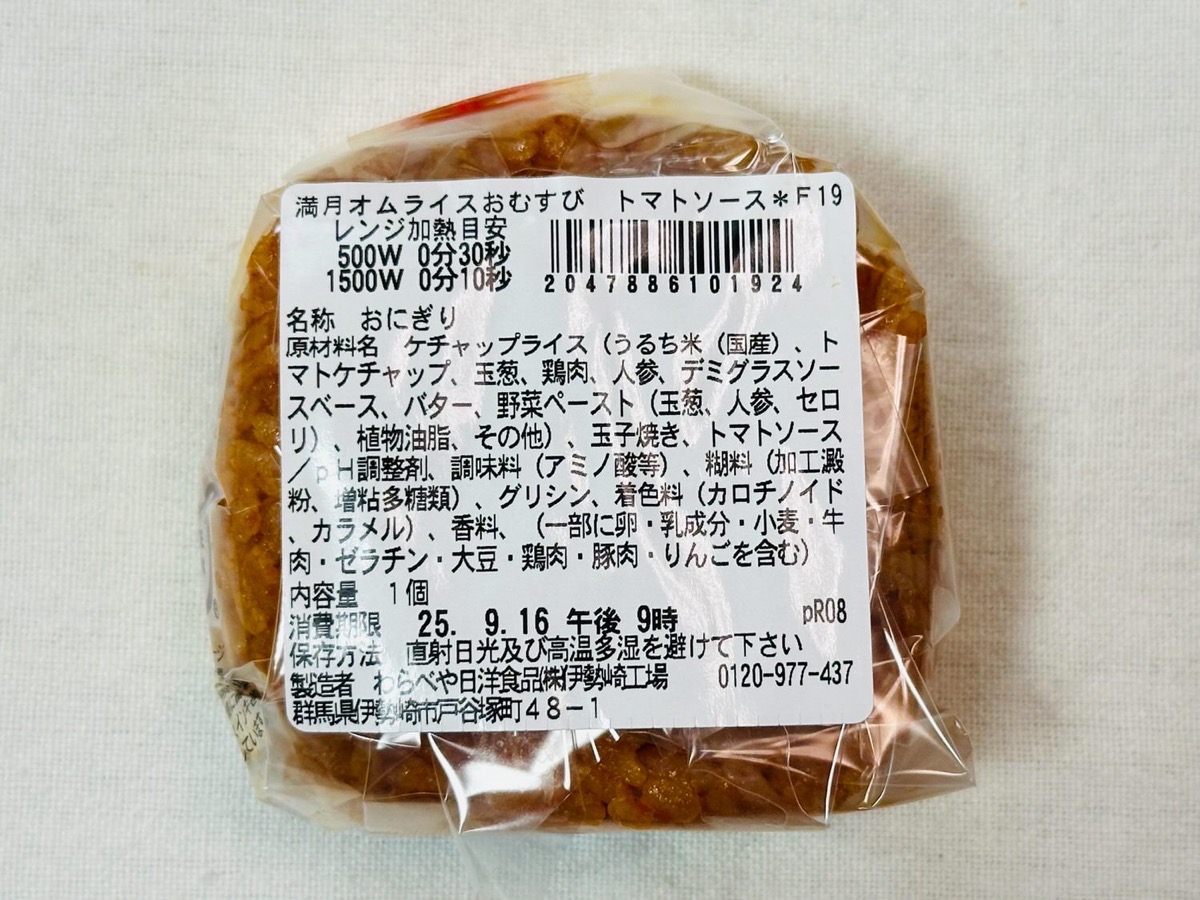 満月オムライスおむすび トマトソース＊F19
レンジ加熱目安
500W 0分30秒
1500W 0分10秒
2047886101924
名称 おにぎり
原材料名 ケチャップライス（うるち米（国産）、ト
マトケチャップ、玉葱、鶏肉、人参、デミグラスソー
スベース、バター、野菜ペースト（玉葱、人参、セロ
リ）、植物油脂、その他）、玉子焼き、トマトソース
／pH調整剤、調味料（アミノ酸等）、糊料（加工澱
粉、増粘多糖類）、グリシン、着色料（カロチノイド
、カラメル）、香料、（一部に卵・乳成分・小麦・牛
肉・ゼラチン・大豆・鶏肉・豚肉・りんごを含む）
内容量 1個
消費期限 25. 9.16 午後 9時 pR08
保存方法 直射日光及び高温多湿を避けて下さい
製造者 わらべや日洋食品㈱伊勢崎工場 0120-977-437
群馬県伊勢崎市戸谷塚町48-1